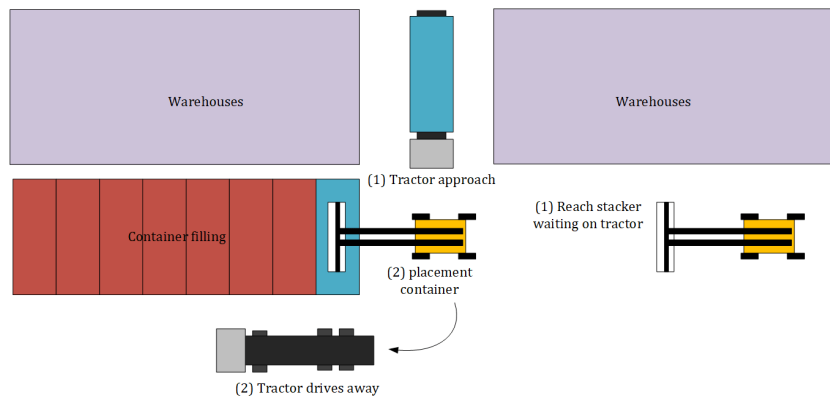 Warehouses
Warehouses
(1) Tractor approach
(1) Reach stacker
waiting on tractor
Container filling
(2) placement
container
(2) Tractor drives away